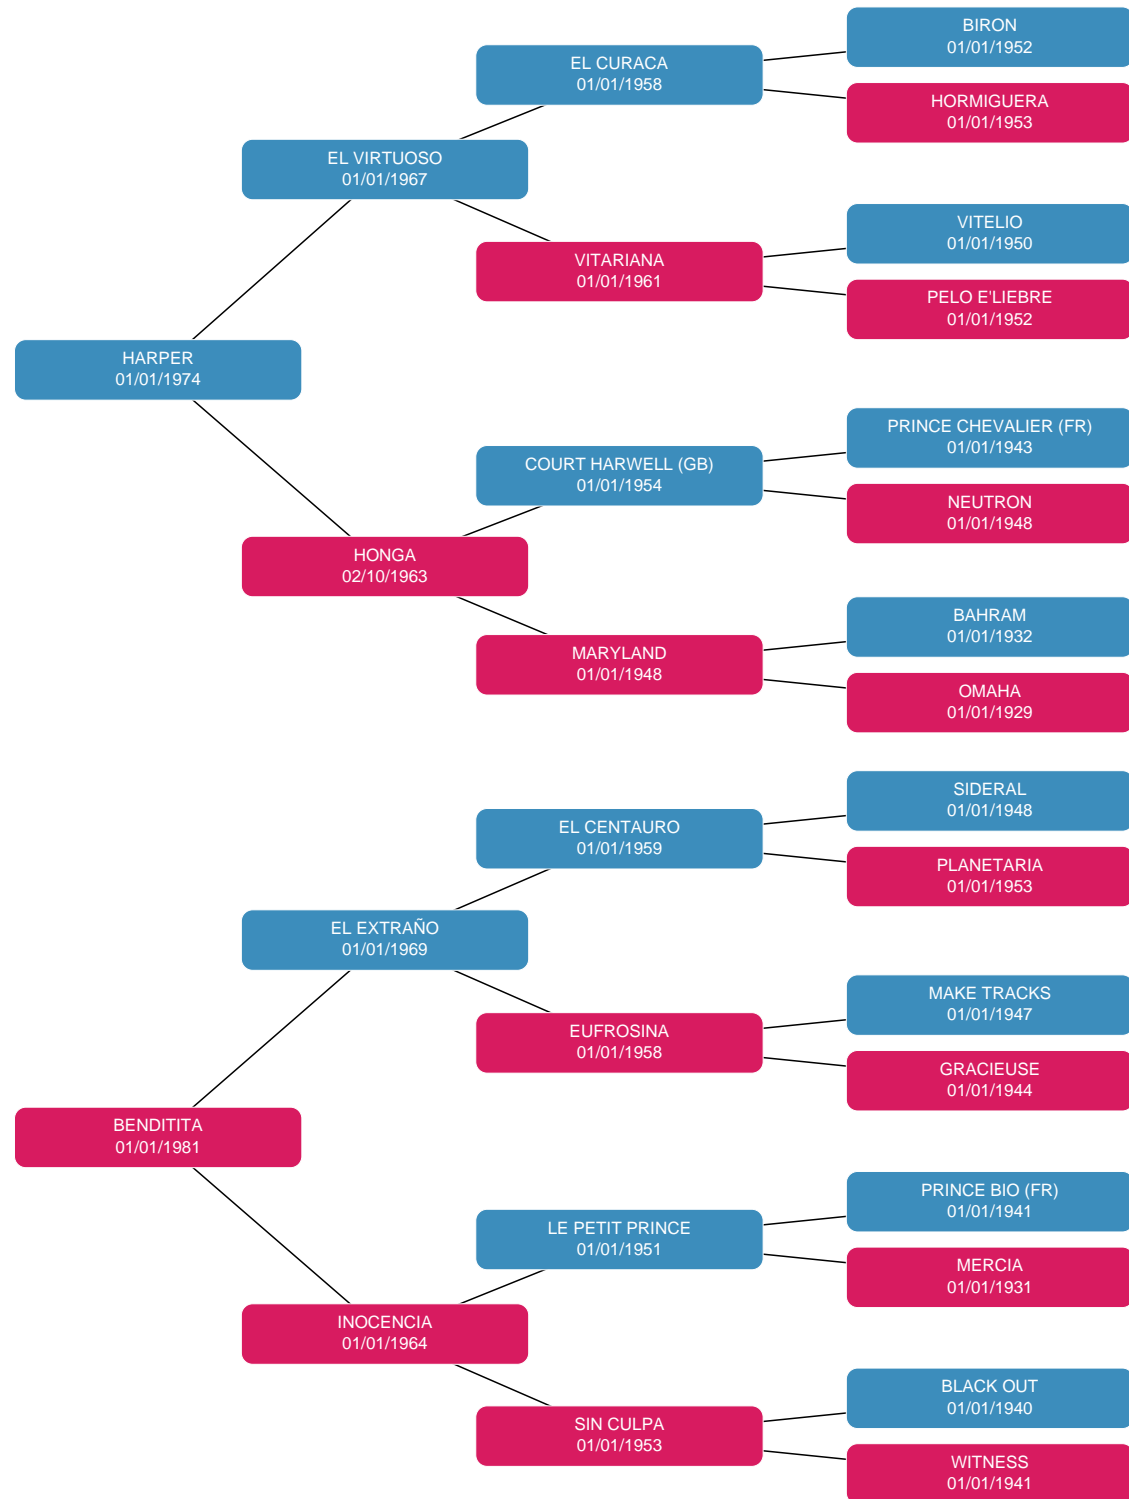 BIRON
01/01/1952
EL CURACA
01/01/1958
HORMIGUERA
01/01/1953
EL VIRTUOSO
01/01/1967
VITELIO
01/01/1950
VITARIANA
01/01/1961
PELO E'LIEBRE
01/01/1952
HARPER
01/01/1974
PRINCE CHEVALIER (FR)
01/01/1943
COURT HARWELL (GB)
01/01/1954
NEUTRON
01/01/1948
HONGA
02/10/1963
BAHRAM
01/01/1932
MARYLAND
01/01/1948
OMAHA
01/01/1929
SIDERAL
01/01/1948
EL CENTAURO
01/01/1959
PLANETARIA
01/01/1953
EL EXTRAÑO
01/01/1969
MAKE TRACKS
01/01/1947
EUFROSINA
01/01/1958
GRACIEUSE
01/01/1944
BENDITITA
01/01/1981
PRINCE BIO (FR)
01/01/1941
LE PETIT PRINCE
01/01/1951
MERCIA
01/01/1931
INOCENCIA
01/01/1964
BLACK OUT
01/01/1940
SIN CULPA
01/01/1953
WITNESS
01/01/1941